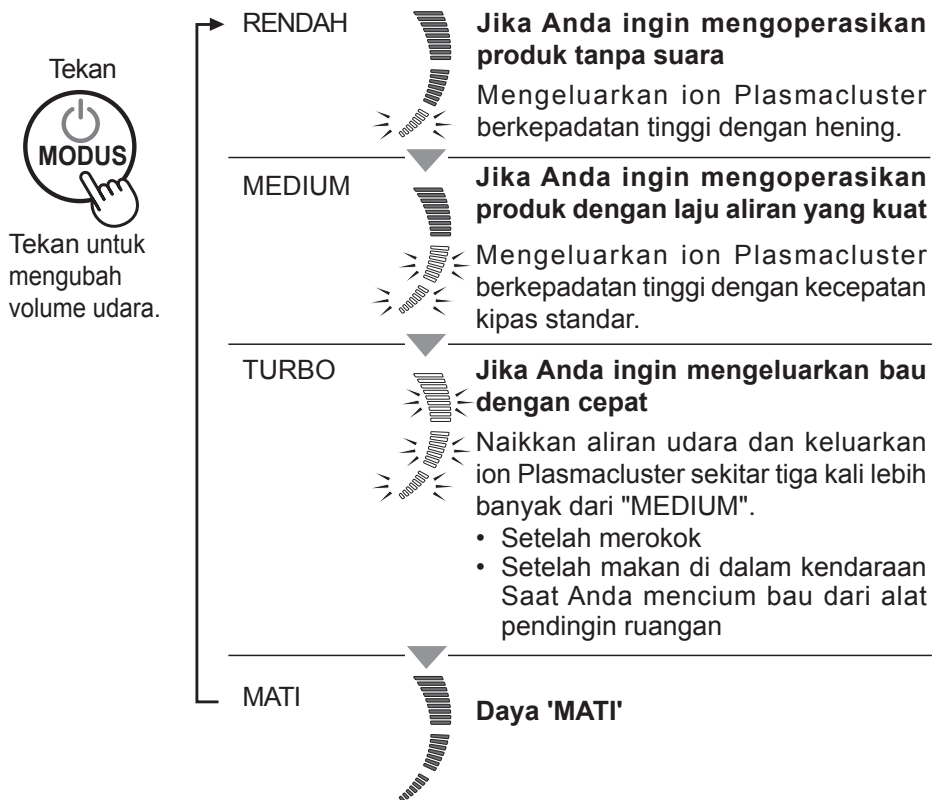 Tekan
MODUS
Tekan untuk
mengubah
volume udara.
RENDAH
Jika Anda ingin mengoperasikan
produk tanpa suara
Mengeluarkan ion Plasmacluster
berkepadatan tinggi dengan hening.
MEDIUM
Jika Anda ingin mengoperasikan
produk dengan laju aliran yang kuat
Mengeluarkan ion Plasmacluster
berkepadatan tinggi dengan kecepatan
kipas standar.
TURBO
Jika Anda ingin mengeluarkan bau
dengan cepat
Naikkan aliran udara dan keluarkan
ion Plasmacluster sekitar tiga kali lebih
banyak dari "MEDIUM".
• Setelah merokok
• Setelah makan di dalam kendaraan
Saat Anda mencium bau dari alat
pendingin ruangan
MATI
Daya 'MATI'